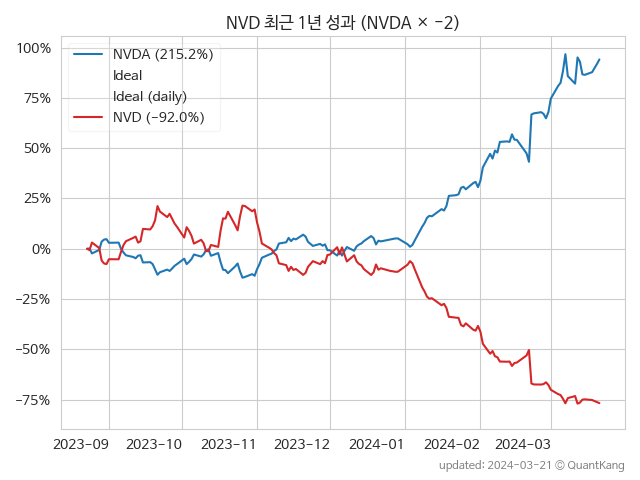 NVD 최근 1년 성과 (NVDA × −2)
NVDA (215.2%)
Ideal
Ideal (daily)
NVD (−92.0%)
100%
75%
50%
25%
0%
−25%
−50%
−75%
2023−09 2023−10 2023−11 2023−12 2024−01 2024−02 2024−03
updated: 2024−03−21 © QuantKang